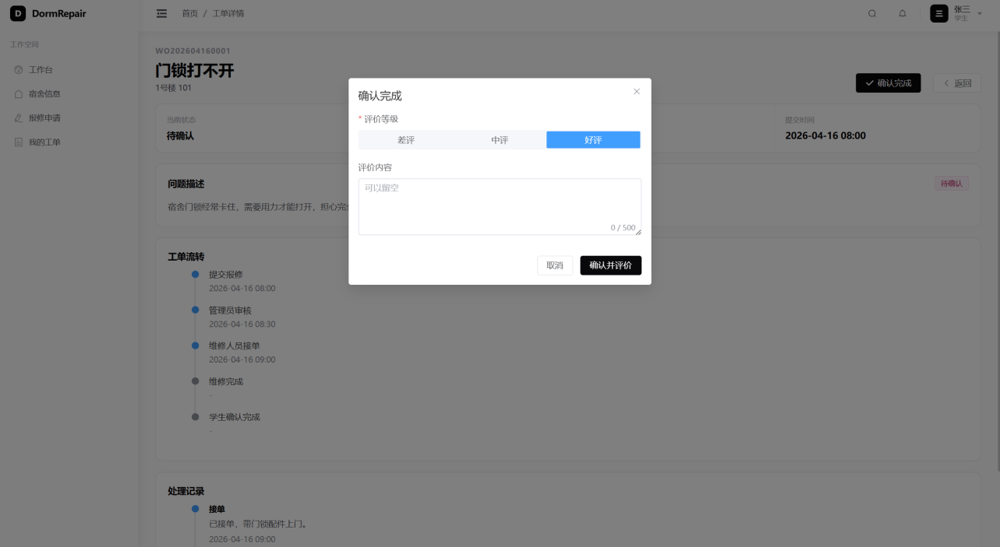 D DormRepair
首页 / 工单详情
三 张三
学生
工作空间
工作台
宿舍信息
报修申请
我的工单
WO202604160001
门锁打不开
1号楼 101
确认完成
返回
当前状态
待确认
提交时间
2026-04-16 08:00
问题描述
待确认
宿舍门锁经常卡住，需要用力才能打开，担心完
工单流转
提交报修
2026-04-16 08:00
管理员审核
2026-04-16 08:30
维修人员接单
2026-04-16 09:00
维修完成
-
学生确认完成
-
处理记录
接单
已接单，带门锁配件上门。
2026-04-16 09:00
确认完成
* 评价等级
差评 中评 好评
评价内容
可以留空
0 / 500
取消 确认并评价